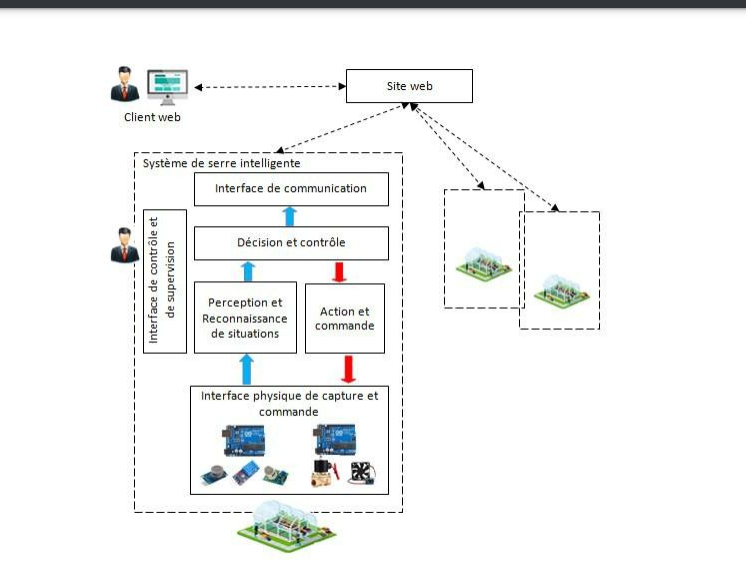 Site web
Client web
Système de serre intelligente
Interface de communication
Décision et contrôle
Interface de contrôle et
de supervision
Perception et
Reconnaissance
de situations
Action et
commande
Interface physique de capture et
commande